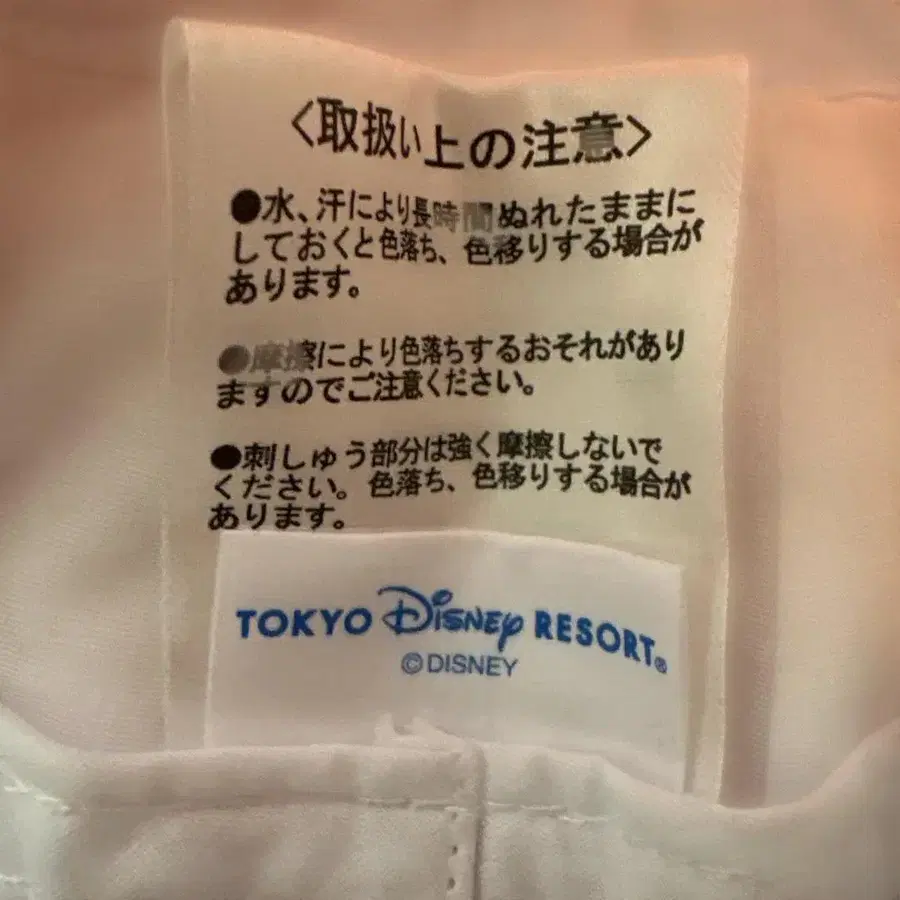 〈取扱い上の注意〉
●水、汗により長時間ぬれたままに
しておくと色落ち、色移りする場合が
あります。
●摩擦により色落ちするおそれがあり
ますのでご注意ください。
●刺しゅう部分は強く摩擦しないで
ください。色落ち、色移りする場合が
あります。
TOKYO Disney RESORT®
©DISNEY